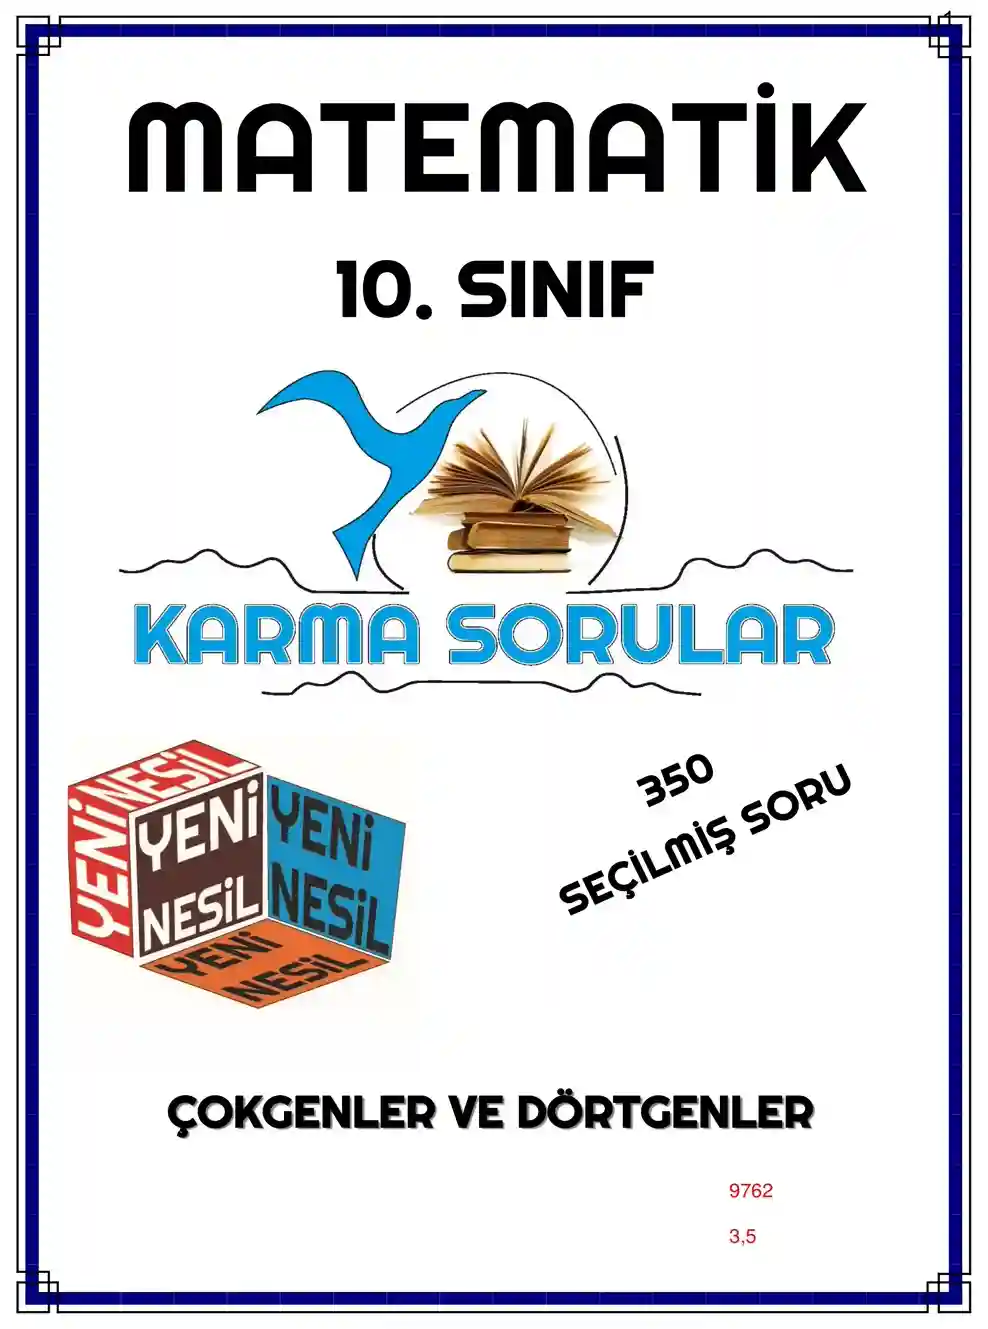 1
MATEMATİK
10. SINIF
KARMA SORULAR
YENİ NESİL
YENİ
NESİL
YENİ
NESİL
YENİ
NESİL
350
SEÇİLMİŞ SORU
ÇOKGENLER VE DÖRTGENLER
9762
3,5